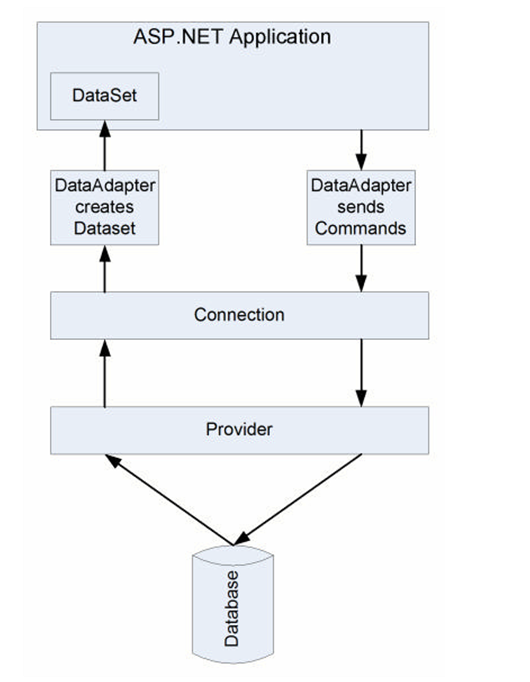 ASP.NET Application
DataSet
DataAdapter
creates
Dataset
DataAdapter
sends
Commands
Connection
Provider
Database